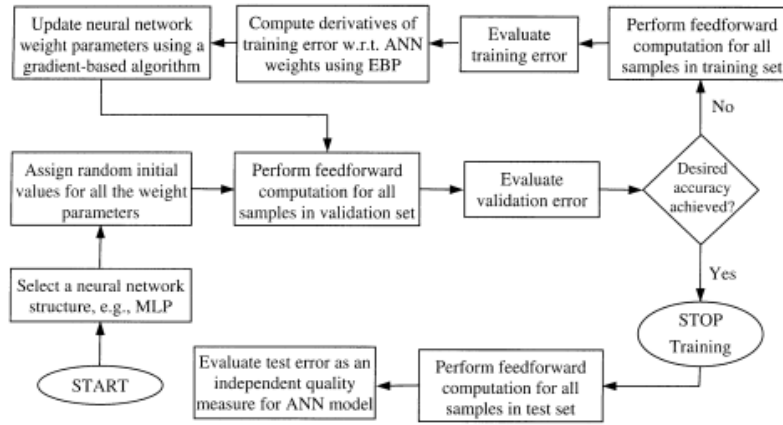 Update neural network
weight parameters using a
gradient-based algorithm
Compute derivatives of
training error w.r.t. ANN
weights using EBP
Evaluate
training error
Perform feedforward
computation for all
samples in training set
No
Assign random initial
values for all the weight
parameters
Perform feedforward
computation for all
samples in validation set
Evaluate
validation error
Desired
accuracy
achieved?
Yes
Select a neural network
structure, e.g., MLP
STOP
Training
START
Evaluate test error as an
independent quality
measure for ANN model
Perform feedforward
computation for all
samples in test set